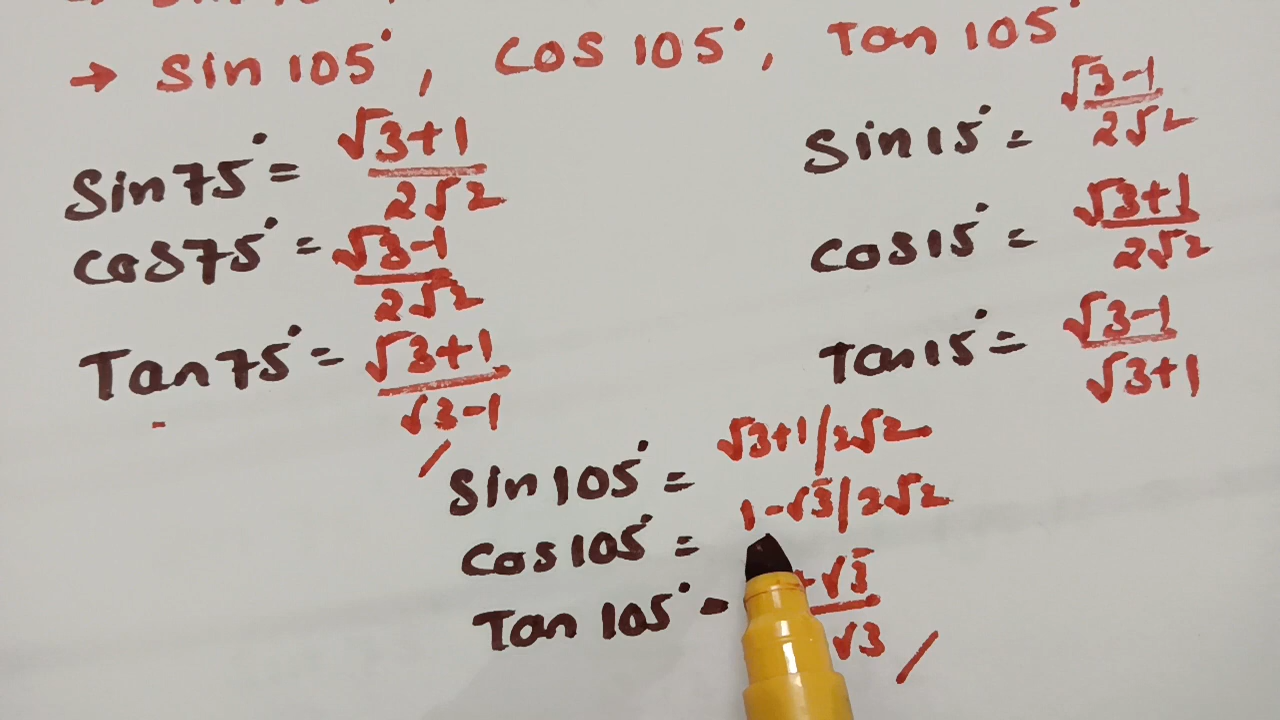 → Sin 105°, Cos 105°, Tan 105°
Sin 75° = √3+1/2√2
Cos 75° = √3-1/2√2
Tan 75° = √3+1/√3-1
Sin 15° = √3-1/2√2
Cos 15° = √3+1/2√2
Tan 15° = √3-1/√3+1
Sin 105° = √3+1/2√2
Cos 105° = 1-√3/2√2
Tan 105° = √3/√3